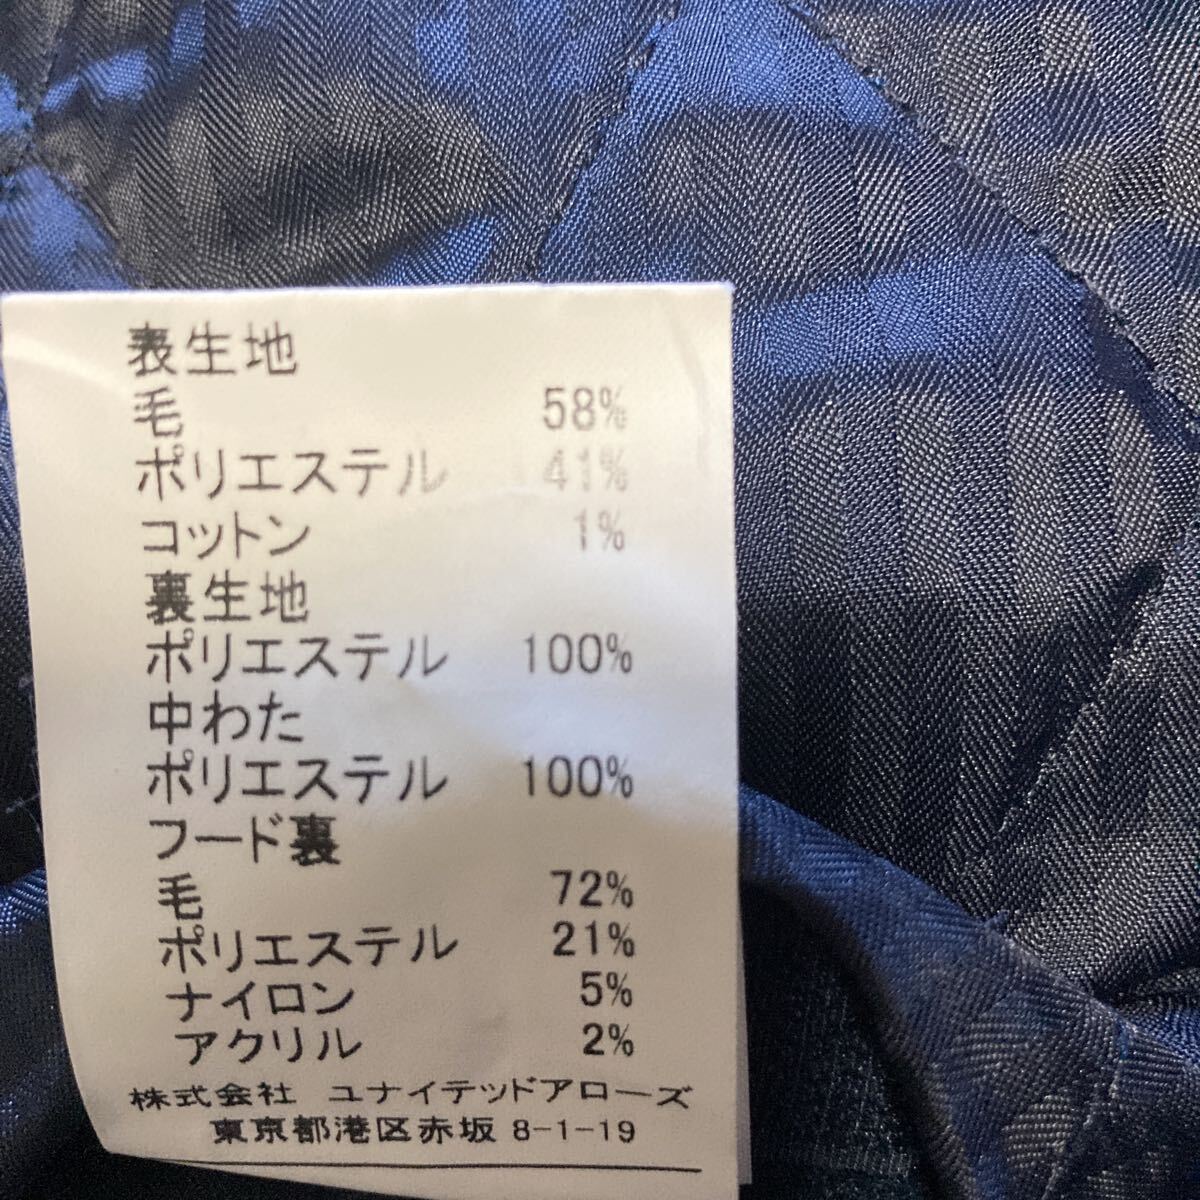 表生地
毛 58%
ポリエステル 41%
コットン 1%
裏生地
ポリエステル 100%
中わた
ポリエステル 100%
フード裏
毛 72%
ポリエステル 21%
ナイロン 5%
アクリル 2%
株式会社 ユナイテッドアローズ
東京都港区赤坂 8-1-19